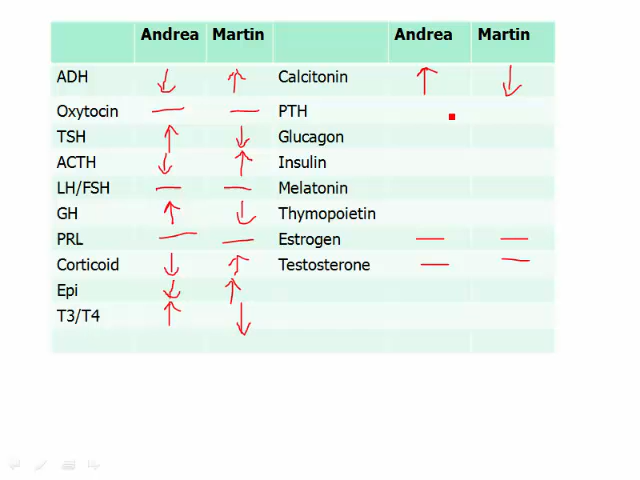 Andrea Martin Andrea Martin
ADH ↓ ↑ Calcitonin ↑ ↓
Oxytocin — — PTH
TSH ↑ ↓ Glucagon
ACTH ↓ ↑ Insulin
LH/FSH — — Melatonin
GH ↑ ↓ Thymopoietin
PRL — — Estrogen — —
Corticoid ↓ ↑ Testosterone — —
Epi ↓ ↑
T3/T4 ↑ ↓